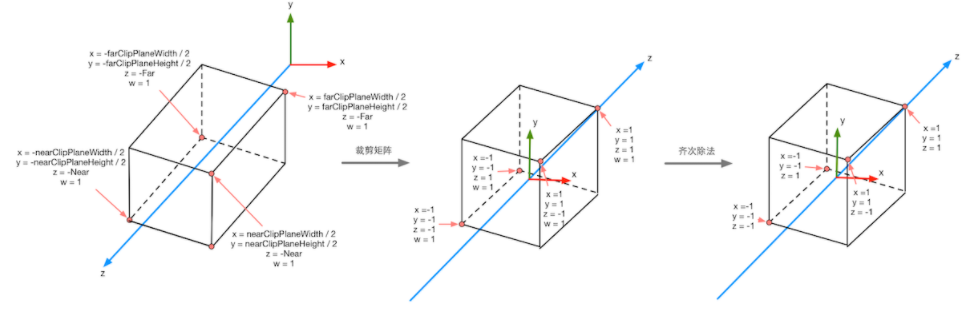 y
x
z
x = -farClipPlaneWidth / 2
y = -farClipPlaneHeight / 2
z = -Far
w = 1
x = farClipPlaneWidth / 2
y = farClipPlaneHeight / 2
z = -Far
w = 1
x = -nearClipPlaneWidth / 2
y = -nearClipPlaneHeight / 2
z = -Near
w = 1
x = nearClipPlaneWidth / 2
y = nearClipPlaneHeight / 2
z = -Near
w = 1
裁剪矩阵
z
y
x
x =1
y = 1
z = 1
w = 1
x =-1
y = -1
z = 1
w = 1
x =1
y = 1
z = -1
w = 1
x =-1
y = -1
z = -1
w = 1
齐次除法
z
y
x
x =1
y = 1
z = 1
x =-1
y = -1
z = 1
x =1
y = 1
z = -1
x =-1
y = -1
z = -1